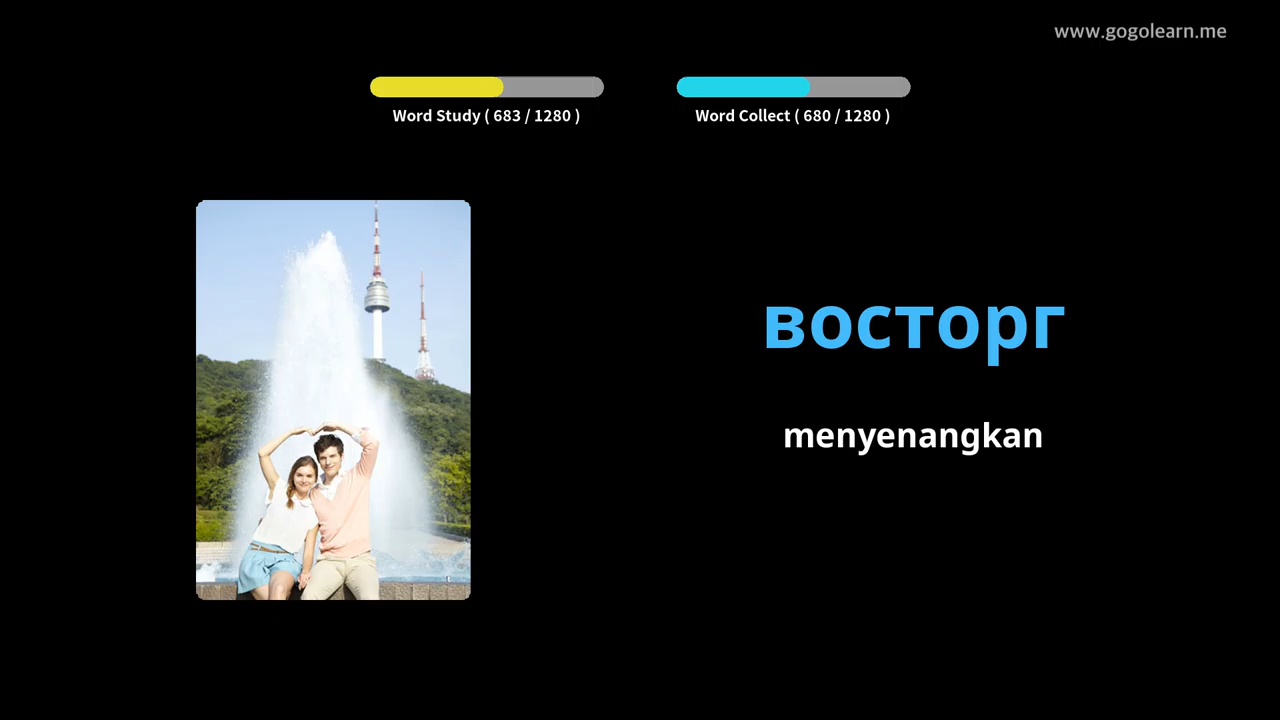 www.gogolearn.me
Word Study ( 683 / 1280 )
Word Collect ( 680 / 1280 )
восторг
menyenangkan